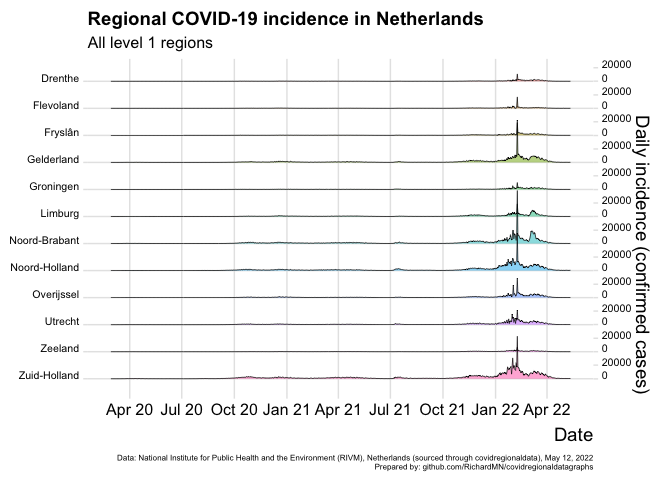 Regional COVID-19 incidence in Netherlands
All level 1 regions
Drenthe
Flevoland
Fryslân
Gelderland
Groningen
Limburg
Noord-Brabant
Noord-Holland
Overijssel
Utrecht
Zeeland
Zuid-Holland
20000
0
20000
0
20000
0
20000
0
20000
0
20000
0
20000
0
20000
0
20000
0
20000
0
20000
0
20000
0
Daily incidence (confirmed cases)
Apr 20 Jul 20 Oct 20 Jan 21 Apr 21 Jul 21 Oct 21 Jan 22 Apr 22
Date
Data: National Institute for Public Health and the Environment (RIVM), Netherlands (sourced through covidregionaldata), May 12, 2022
Prepared by: github.com/RichardMN/covidregionaldatagraphs